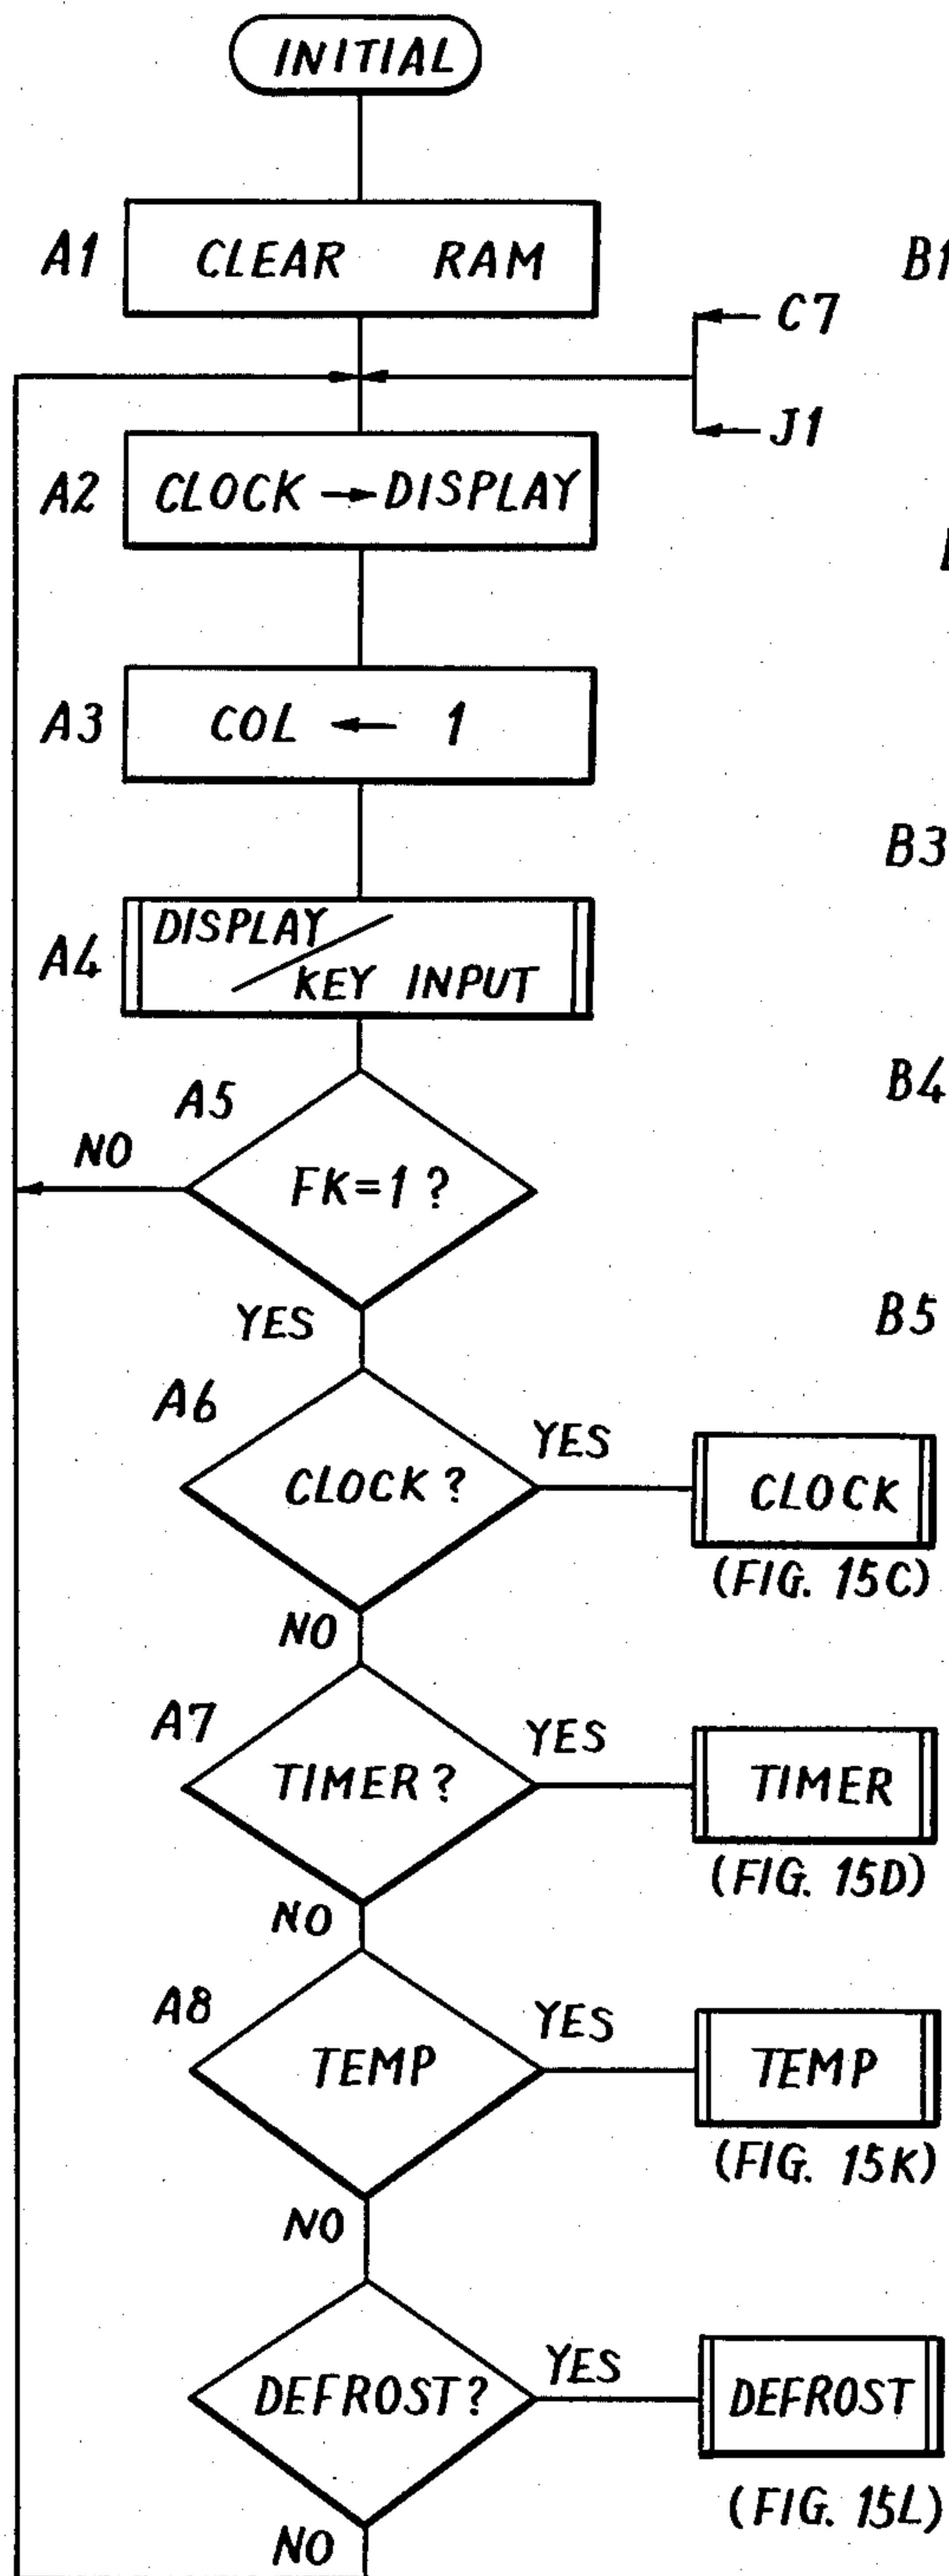 INITIAL
A1 CLEAR RAM
B1
C7
J1
A2 CLOCK → DISPLAY
A3 COL ← 1
B3
A4 DISPLAY / KEY INPUT
A5
B4
NO
FK=1?
YES
B5
A6
YES
CLOCK?
CLOCK
(FIG. 15C)
NO
A7
YES
TIMER?
TIMER
(FIG. 15D)
NO
A8
YES
TEMP
TEMP
(FIG. 15K)
NO
YES
DEFROST?
DEFROST
(FIG. 15L)
NO